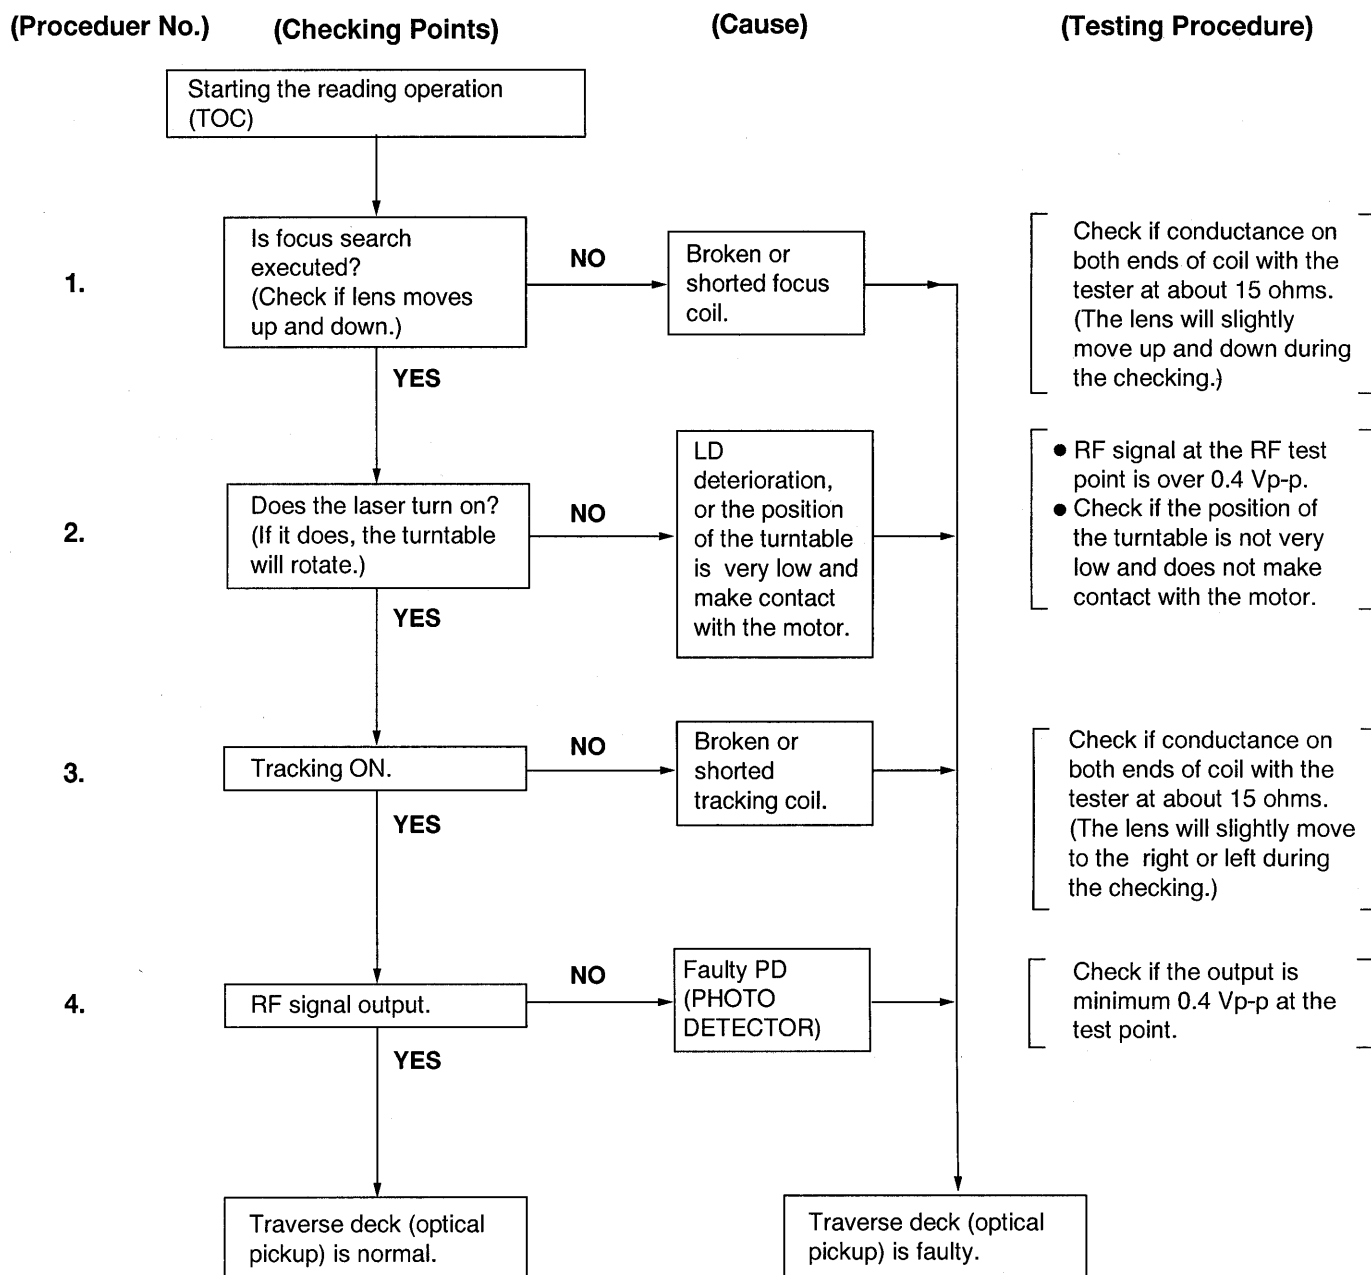 (Proceduer No.)
(Checking Points)
(Cause)
(Testing Procedure)
Starting the reading operation
(TOC)
1.
Is focus search
executed?
(Check if lens moves
up and down.)
NO
Broken or
shorted focus
coil.
Check if conductance on
both ends of coil with the
tester at about 15 ohms.
(The lens will slightly
move up and down during
the checking.)
YES
2.
Does the laser turn on?
(If it does, the turntable
will rotate.)
NO
LD
deterioration,
or the position
of the turntable
is very low and
make contact
with the motor.
● RF signal at the RF test
point is over 0.4 Vp-p.
● Check if the position of
the turntable is not very
low and does not make
contact with the motor.
YES
3.
Tracking ON.
NO
Broken or
shorted
tracking coil.
Check if conductance on
both ends of coil with the
tester at about 15 ohms.
(The lens will slightly move
to the right or left during
the checking.)
YES
4.
RF signal output.
NO
Faulty PD
(PHOTO
DETECTOR)
Check if the output is
minimum 0.4 Vp-p at the
test point.
YES
Traverse deck (optical
pickup) is normal.
Traverse deck (optical
pickup) is faulty.